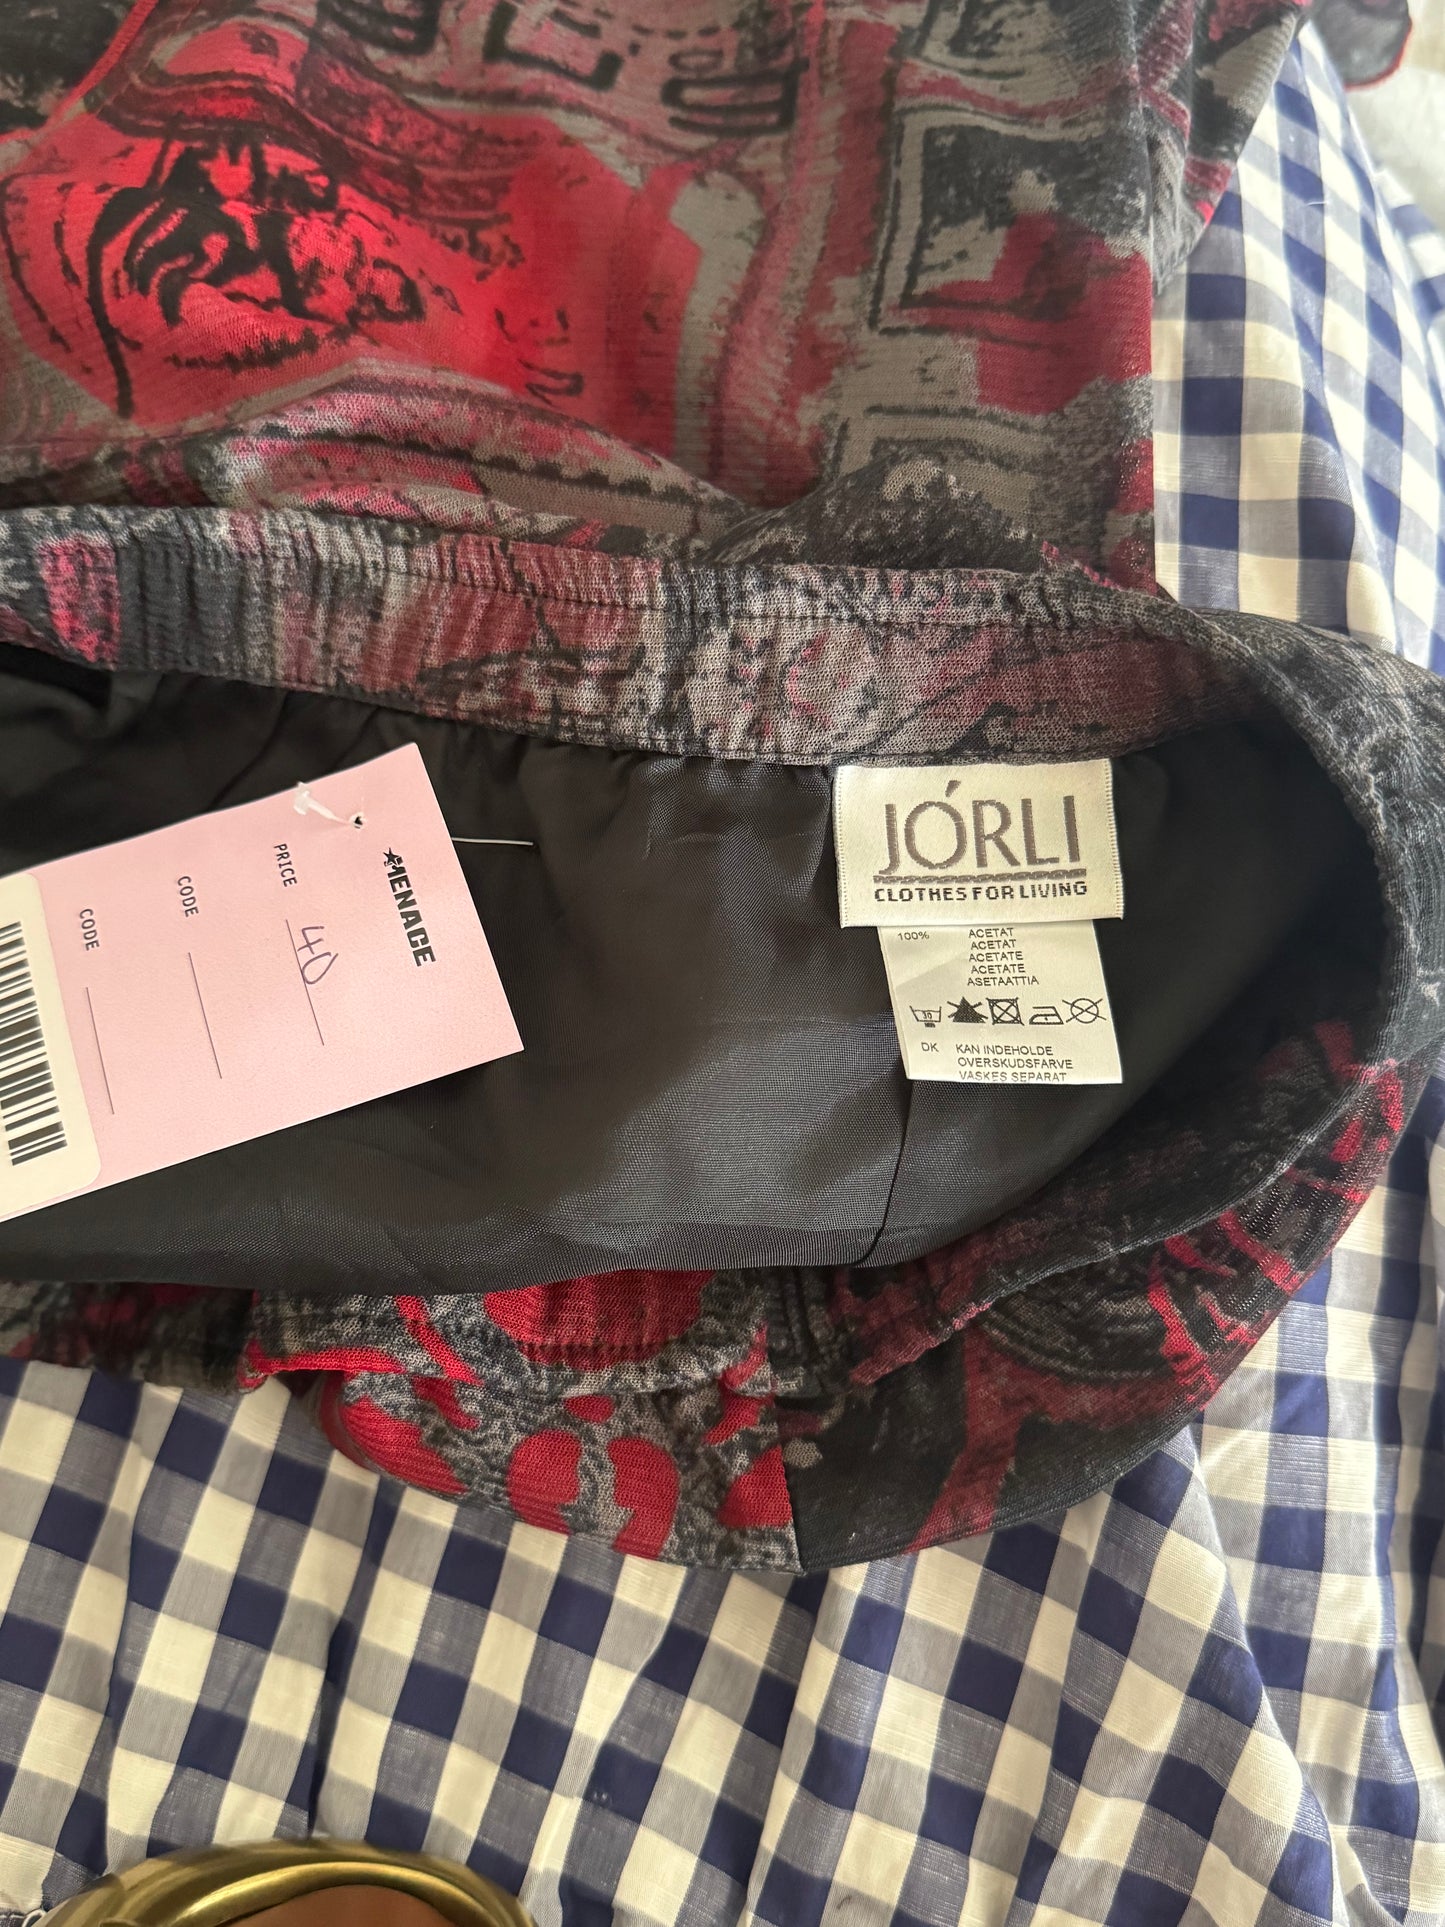 MENACE
PRICE 40
CODE
CODE
JÓRLI
CLOTHES FOR LIVING
100% ACETAT
ACETAT
ACETATE
ACETATE
ASETAATTIA
30
DK KAN INDEHOLDE
OVERSKUDSFARVE
VASKES SEPARAT